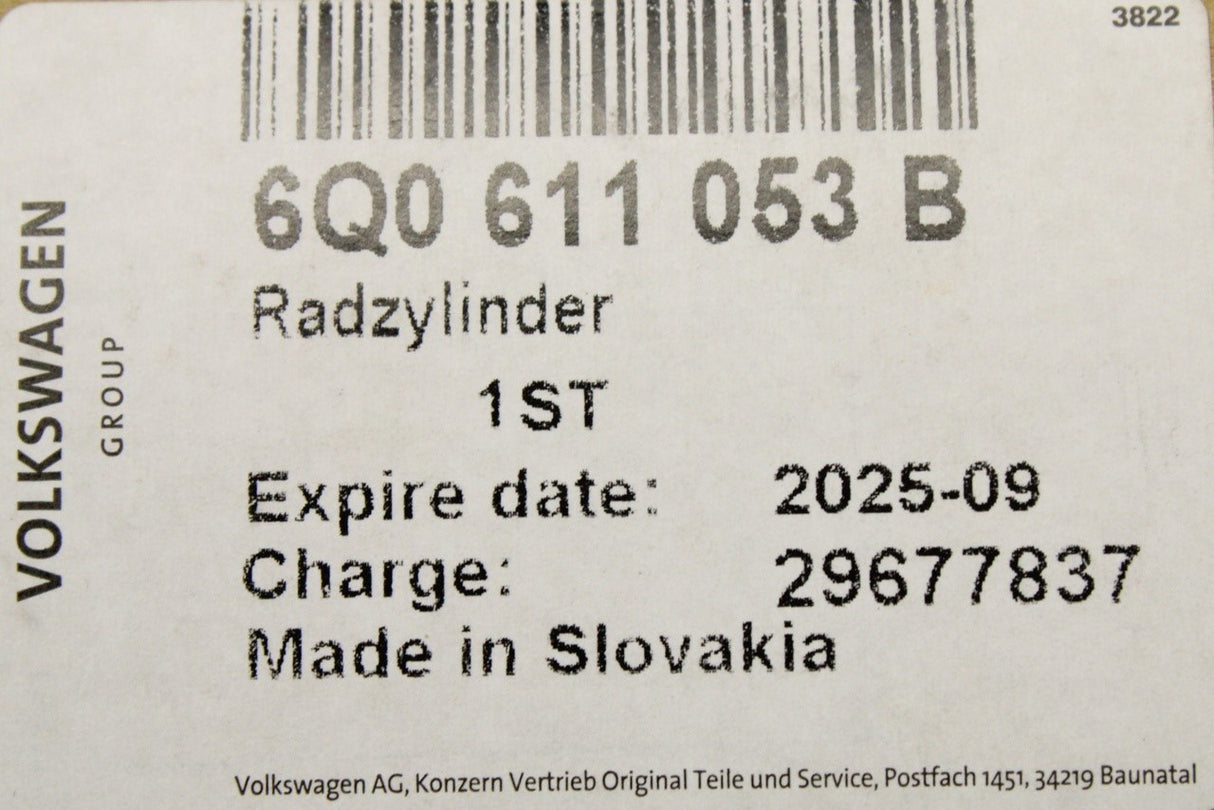 3822
6Q0 611 053 B
Radzylinder
1ST
Expire date: 2025-09
Charge: 29677837
Made in Slovakia
VOLKSWAGEN
GROUP
Volkswagen AG, Konzern Vertrieb Original Teile und Service, Postfach 1451, 34219 Baunatal